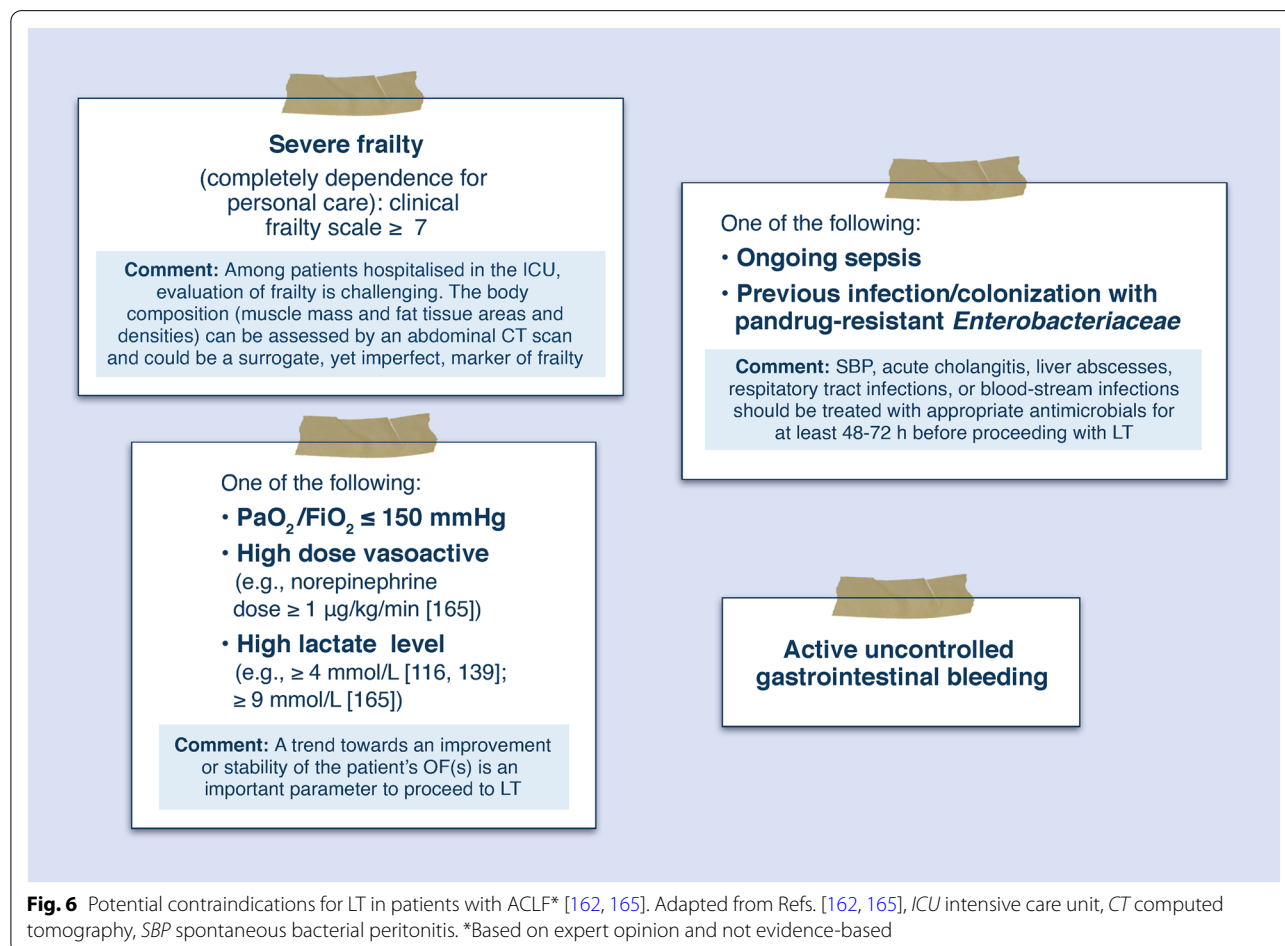 Severe frailty
(completely dependence for
personal care): clinical
frailty scale ≥ 7
Comment: Among patients hospitalised in the ICU,
evaluation of frailty is challenging. The body
composition (muscle mass and fat tissue areas and
densities) can be assessed by an abdominal CT scan
and could be a surrogate, yet imperfect, marker of frailty
One of the following:
• Ongoing sepsis
• Previous infection/colonization with
pandrug-resistant Enterobacteriaceae
Comment: SBP, acute cholangitis, liver abscesses,
respitatory tract infections, or blood-stream infections
should be treated with appropriate antimicrobials for
at least 48-72 h before proceeding with LT
One of the following:
• PaO2/FiO2 ≤ 150 mmHg
• High dose vasoactive
(e.g., norepinephrine
dose ≥ 1 µg/kg/min [165])
• High lactate level
(e.g., ≥ 4 mmol/L [116, 139];
≥ 9 mmol/L [165])
Comment: A trend towards an improvement
or stability of the patient's OF(s) is an
important parameter to proceed to LT
Active uncontrolled
gastrointestinal bleeding
Fig. 6 Potential contraindications for LT in patients with ACLF* [162, 165]. Adapted from Refs. [162, 165], ICU intensive care unit, CT computed
tomography, SBP spontaneous bacterial peritonitis. *Based on expert opinion and not evidence-based